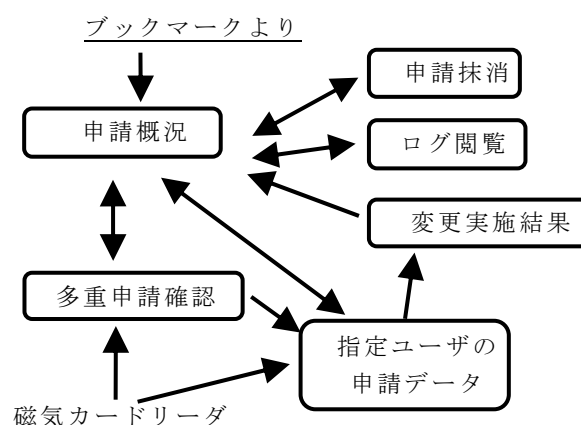 ブックマークより
申請抹消
申請概況
ログ閲覧
変更実施結果
多重申請確認
指定ユーザの
申請データ
磁気カードリーダ